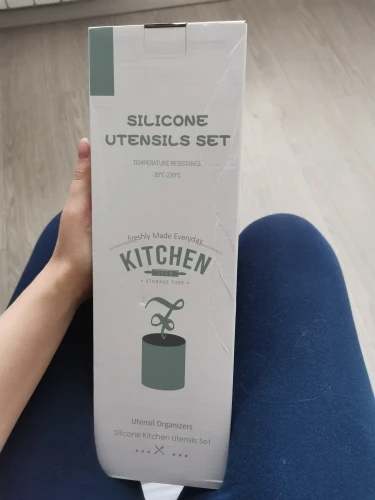 SILICONE
UTENSILS SET
TEMPERATURE RESISTANCE
-30°C-230°C
Freshly Made Everyday
KITCHEN
STORAGE TUBE
Utensil Organizers
Silicone Kitchen Utensils Set